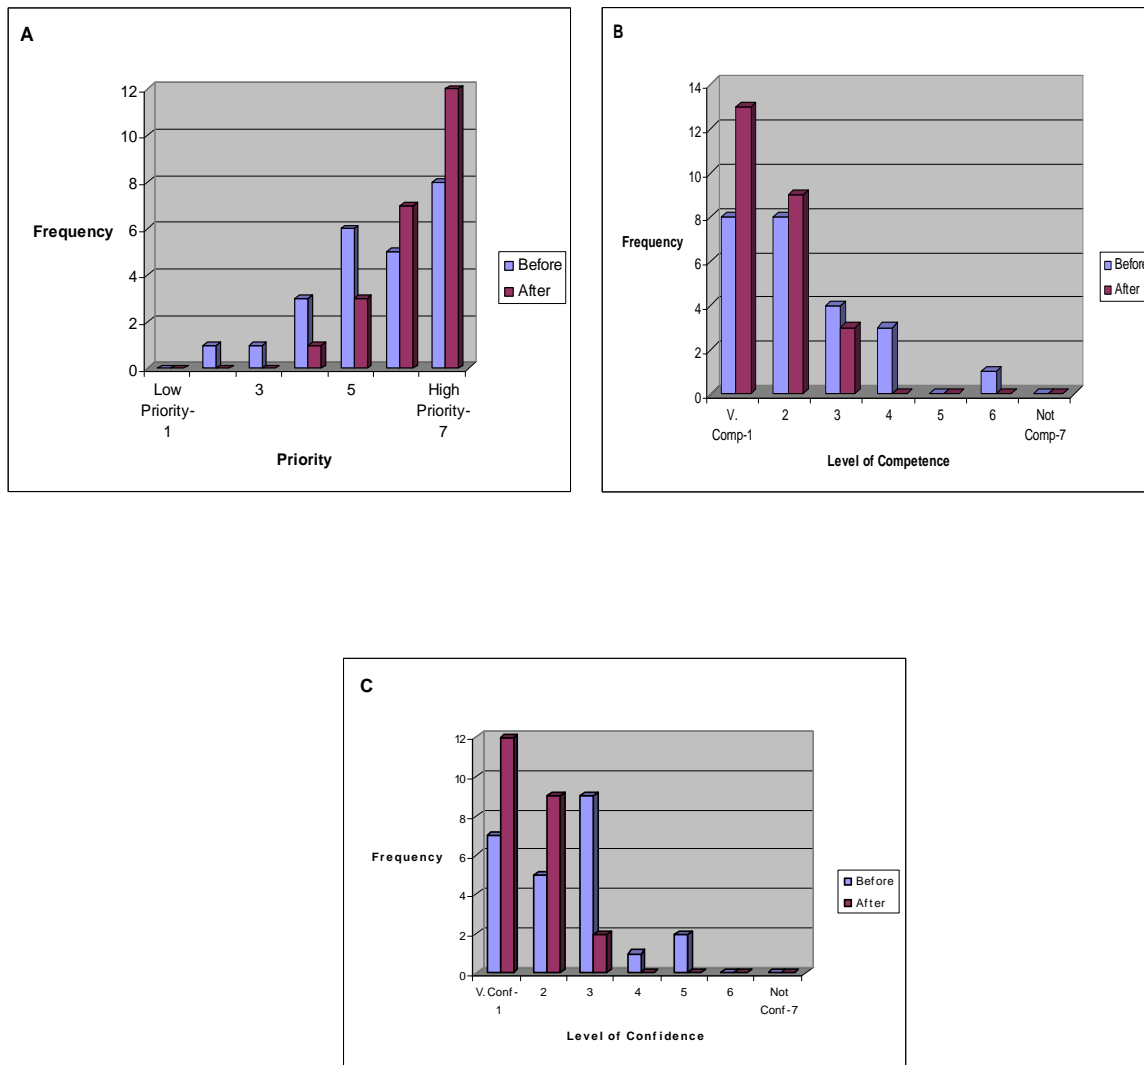 A
12
10
8
6
4
2
0
Frequency
Low
Priority-
1
3
5
High
Priority-
7
Priority
Before
After
B
14
12
10
8
6
4
2
0
Frequency
V.
Comp-1
2
3
4
5
6
Not
Comp-7
Level of Competence
Before
After
C
12
10
8
6
4
2
0
Frequency
V. Conf-
1
2
3
4
5
6
Not
Conf-7
Level of Confidence
Before
After